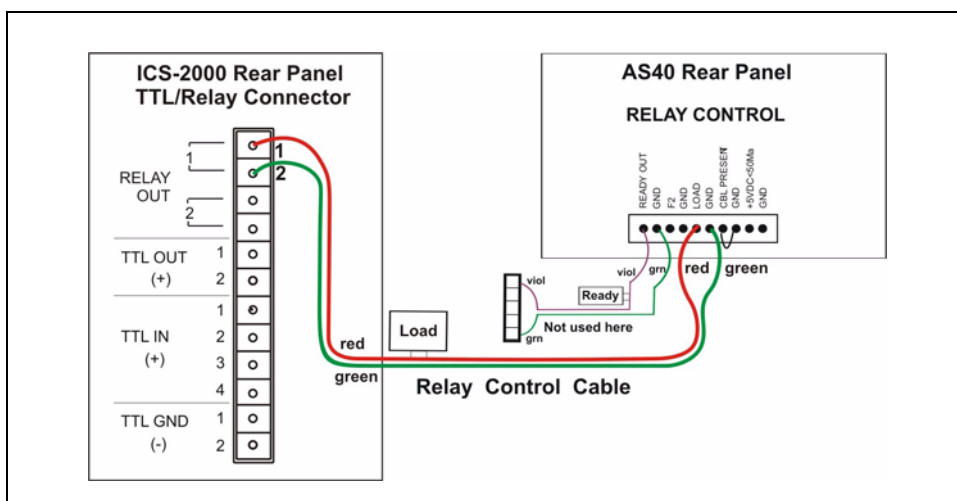 ICS-2000 Rear Panel
TTL/Relay Connector
1
RELAY
OUT
2
1
2
TTL OUT
(+)
1
2
TTL IN
(+)
1
2
3
4
TTL GND
(-)
1
2
red
green
Load
Relay Control Cable
AS40 Rear Panel
RELAY CONTROL
READY OUT
GND
F2
GND
LOAD
GND
CBL PRESEN
GND
+5VDC<50Ma
GND
viol
grn
red
green
viol
Ready
Not used here
grn